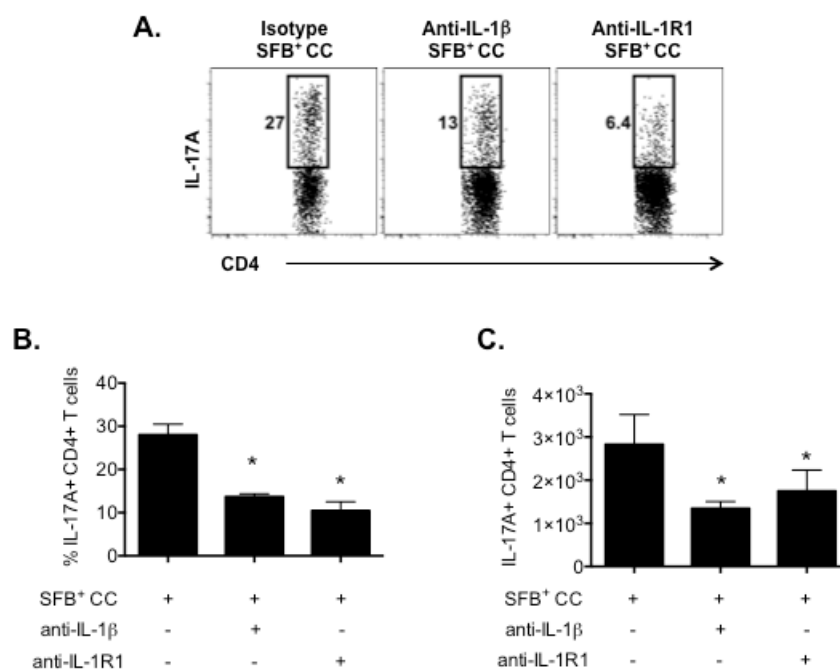 A.
Isotype
SFB⁺ CC
Anti-IL-1β
SFB⁺ CC
Anti-IL-1R1
SFB⁺ CC
IL-17A
27
13
6.4
CD4
B.
% IL-17A+ CD4+ T cells
40
30
20
10
0
* *
SFB⁺ CC + + +
anti-IL-1β - + -
anti-IL-1R1 - - +
C.
IL-17A+ CD4+ T cells
4×10³
3×10³
2×10³
1×10³
0
* *
SFB⁺ CC + + +
anti-IL-1β - + -
anti-IL-1R1 - - +